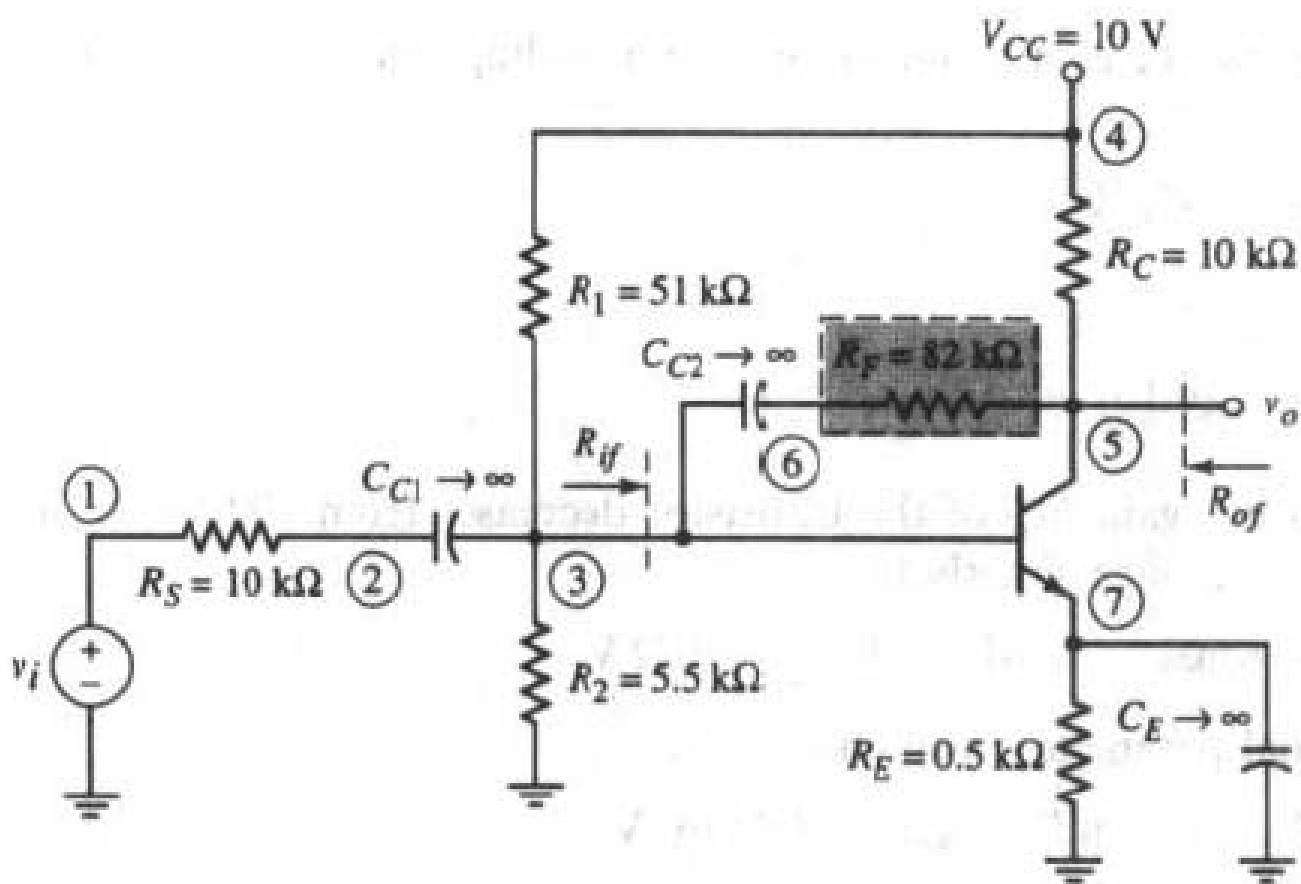 V_CC = 10 V
④
R_C = 10 kΩ
R_1 = 51 kΩ
C_C2 → ∞
R_F = 82 kΩ
v_o
⑤
⑥
R_if
R_of
C_C1 → ∞
①
R_S = 10 kΩ
②
③
⑦
v_i
+
−
R_2 = 5.5 kΩ
R_E = 0.5 kΩ
C_E → ∞